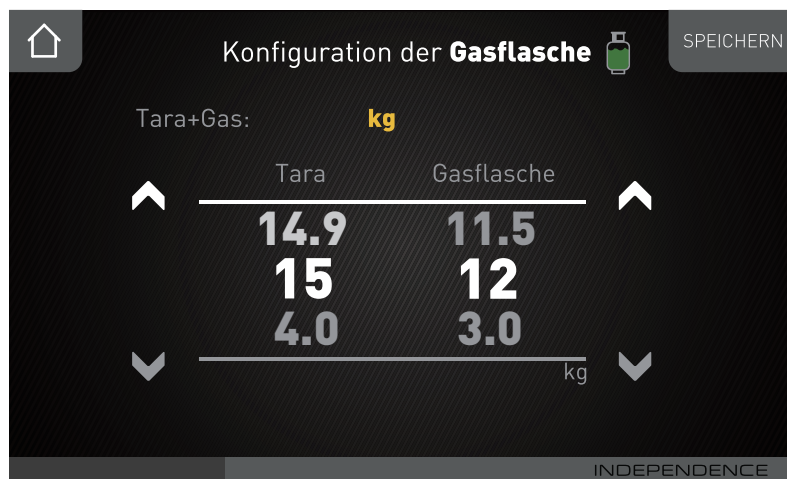 Konfiguration der Gasflasche
SPEICHERN
Tara+Gas: kg
Tara Gasflasche
14.9 11.5
15 12
4.0 3.0
kg
INDEPENDENCE